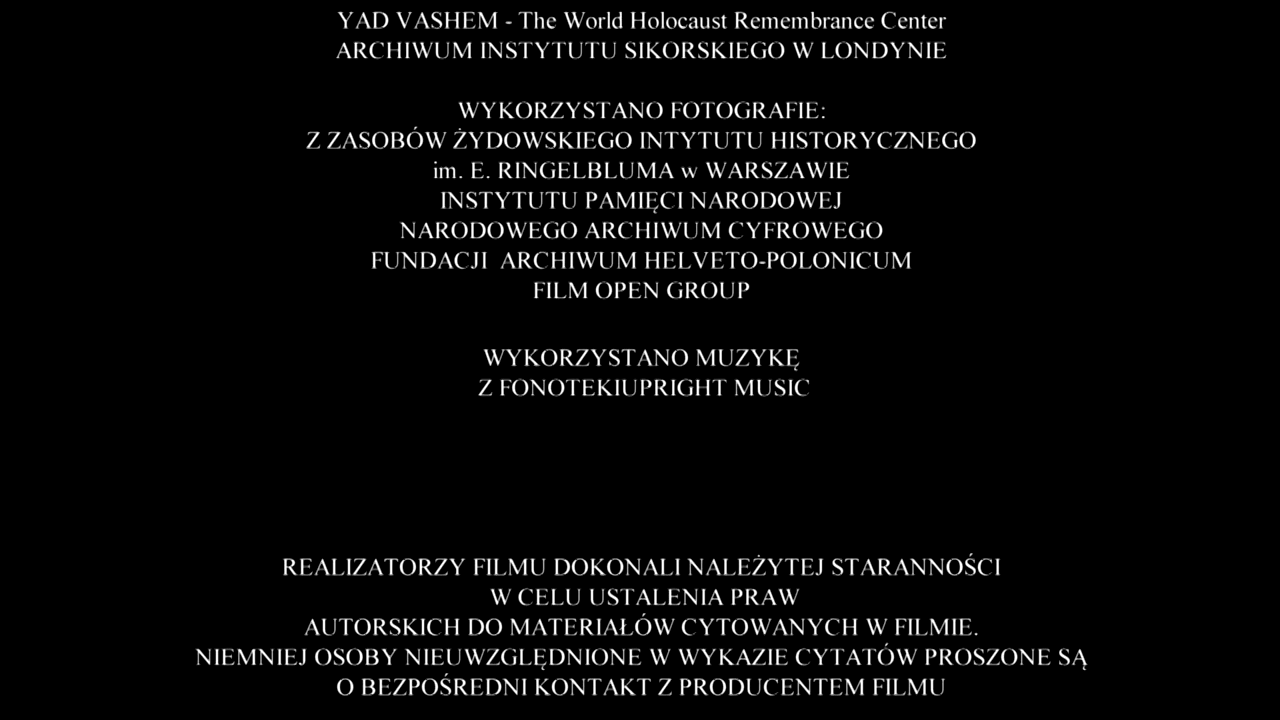 YAD VASHEM - The World Holocaust Remembrance Center
ARCHIWUM INSTYTUTU SIKORSKIEGO W LONDYNIE
WYKORZYSTANO FOTOGRAFIE:
Z ZASOBÓW ŻYDOWSKIEGO INTYTUTU HISTORYCZNEGO
im. E. RINGELBLUMA w WARSZAWIE
INSTYTUTU PAMIĘCI NARODOWEJ
NARODOWEGO ARCHIWUM CYFROWEGO
FUNDACJI ARCHIWUM HELVETO-POLONICUM
FILM OPEN GROUP
WYKORZYSTANO MUZYKĘ
Z FONOTEKIUPRIGHT MUSIC
REALIZATORZY FILMU DOKONALI NALEŻYTEJ STARANNOŚCI
W CELU USTALENIA PRAW
AUTORSKICH DO MATERIAŁÓW CYTOWANYCH W FILMIE.
NIEMNIEJ OSOBY NIEUWZGLĘDNIONE W WYKAZIE CYTATÓW PROSZONE SĄ
O BEZPOŚREDNI KONTAKT Z PRODUCENTEM FILMU